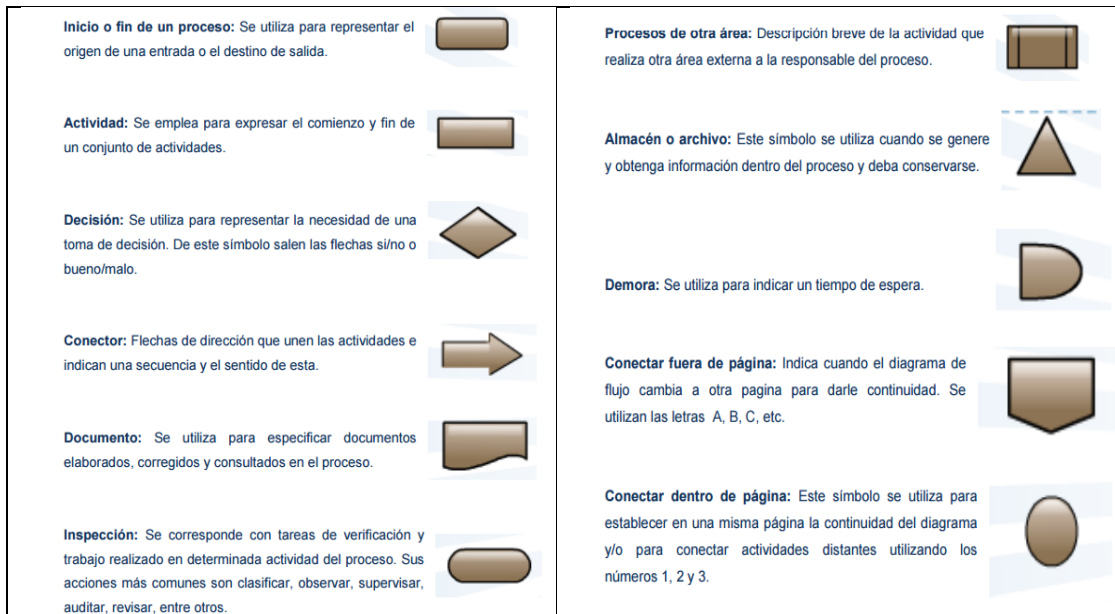 Inicio o fin de un proceso: Se utiliza para representar el
origen de una entrada o el destino de salida.
Actividad: Se emplea para expresar el comienzo y fin de
un conjunto de actividades.
Decisión: Se utiliza para representar la necesidad de una
toma de decisión. De este símbolo salen las flechas si/no o
bueno/malo.
Conector: Flechas de dirección que unen las actividades e
indican una secuencia y el sentido de esta.
Documento: Se utiliza para especificar documentos
elaborados, corregidos y consultados en el proceso.
Inspección: Se corresponde con tareas de verificación y
trabajo realizado en determinada actividad del proceso. Sus
acciones más comunes son clasificar, observar, supervisar,
auditar, revisar, entre otros.
Procesos de otra área: Descripción breve de la actividad que
realiza otra área externa a la responsable del proceso.
Almacén o archivo: Este símbolo se utiliza cuando se genere
y obtenga información dentro del proceso y deba conservarse.
Demora: Se utiliza para indicar un tiempo de espera.
Conectar fuera de página: Indica cuando el diagrama de
flujo cambia a otra pagina para darle continuidad. Se
utilizan las letras A, B, C, etc.
Conectar dentro de página: Este símbolo se utiliza para
establecer en una misma página la continuidad del diagrama
y/o para conectar actividades distantes utilizando los
números 1, 2 y 3.